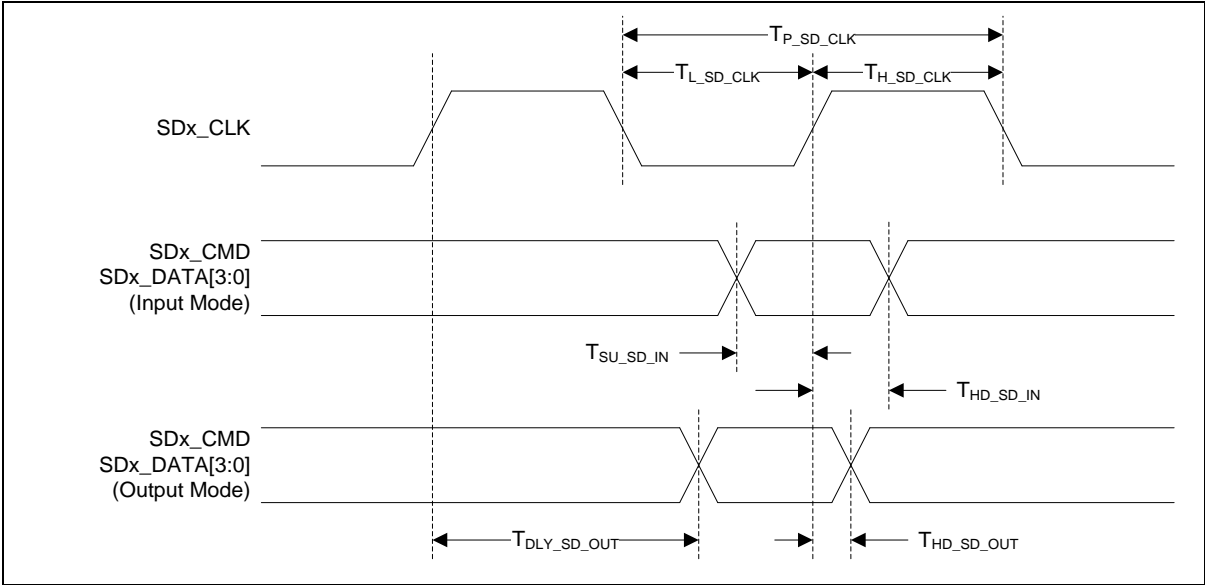 T_P_SD_CLK
T_L_SD_CLK
T_H_SD_CLK
SDx_CLK
SDx_CMD
SDx_DATA[3:0]
(Input Mode)
T_SU_SD_IN
T_HD_SD_IN
SDx_CMD
SDx_DATA[3:0]
(Output Mode)
T_DLY_SD_OUT
T_HD_SD_OUT